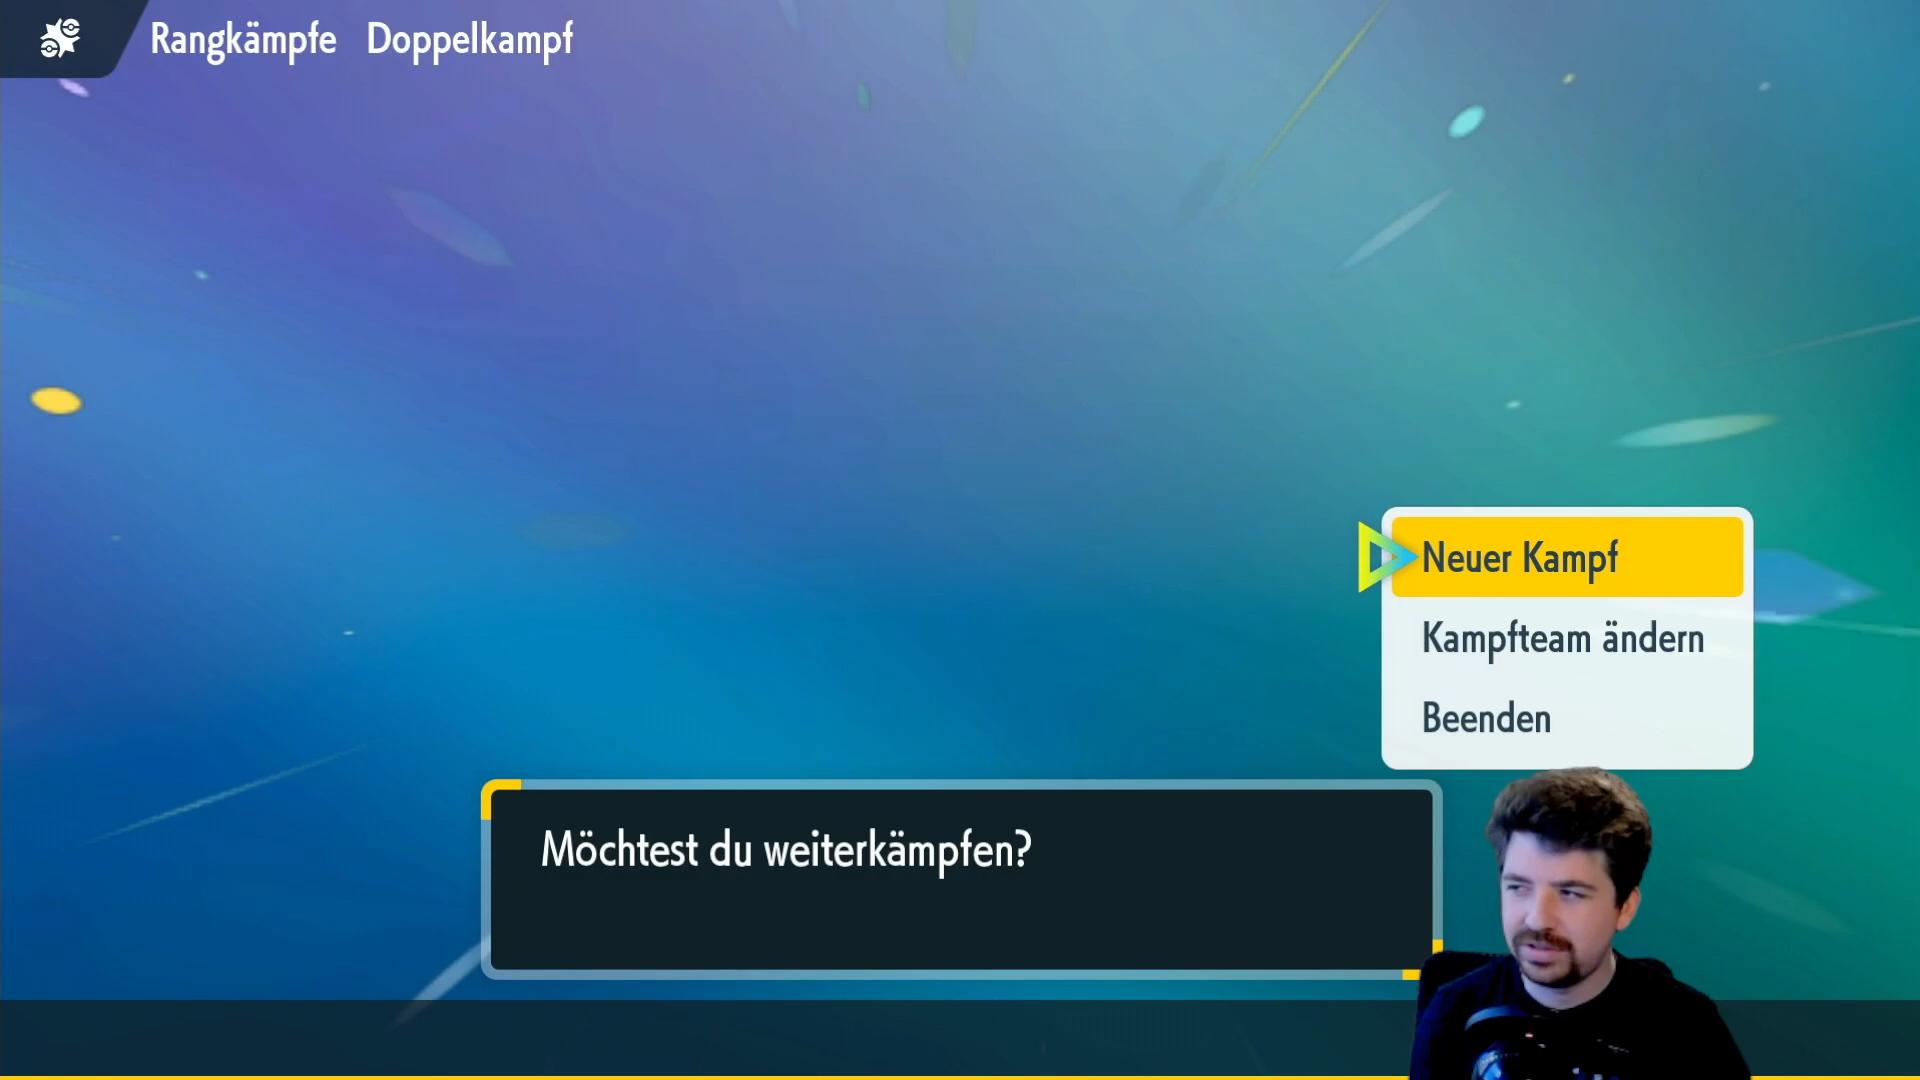 Rangkämpfe Doppelkampf
Neuer Kampf
Kampfteam ändern
Beenden
Möchtest du weiterkämpfen?